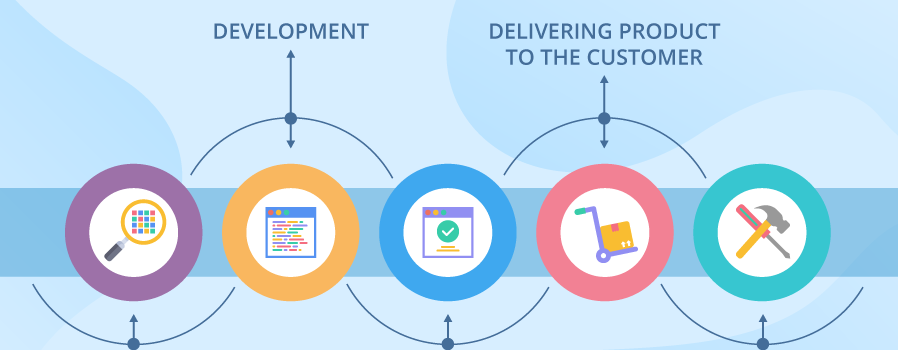 DEVELOPMENT
DELIVERING PRODUCT
TO THE CUSTOMER